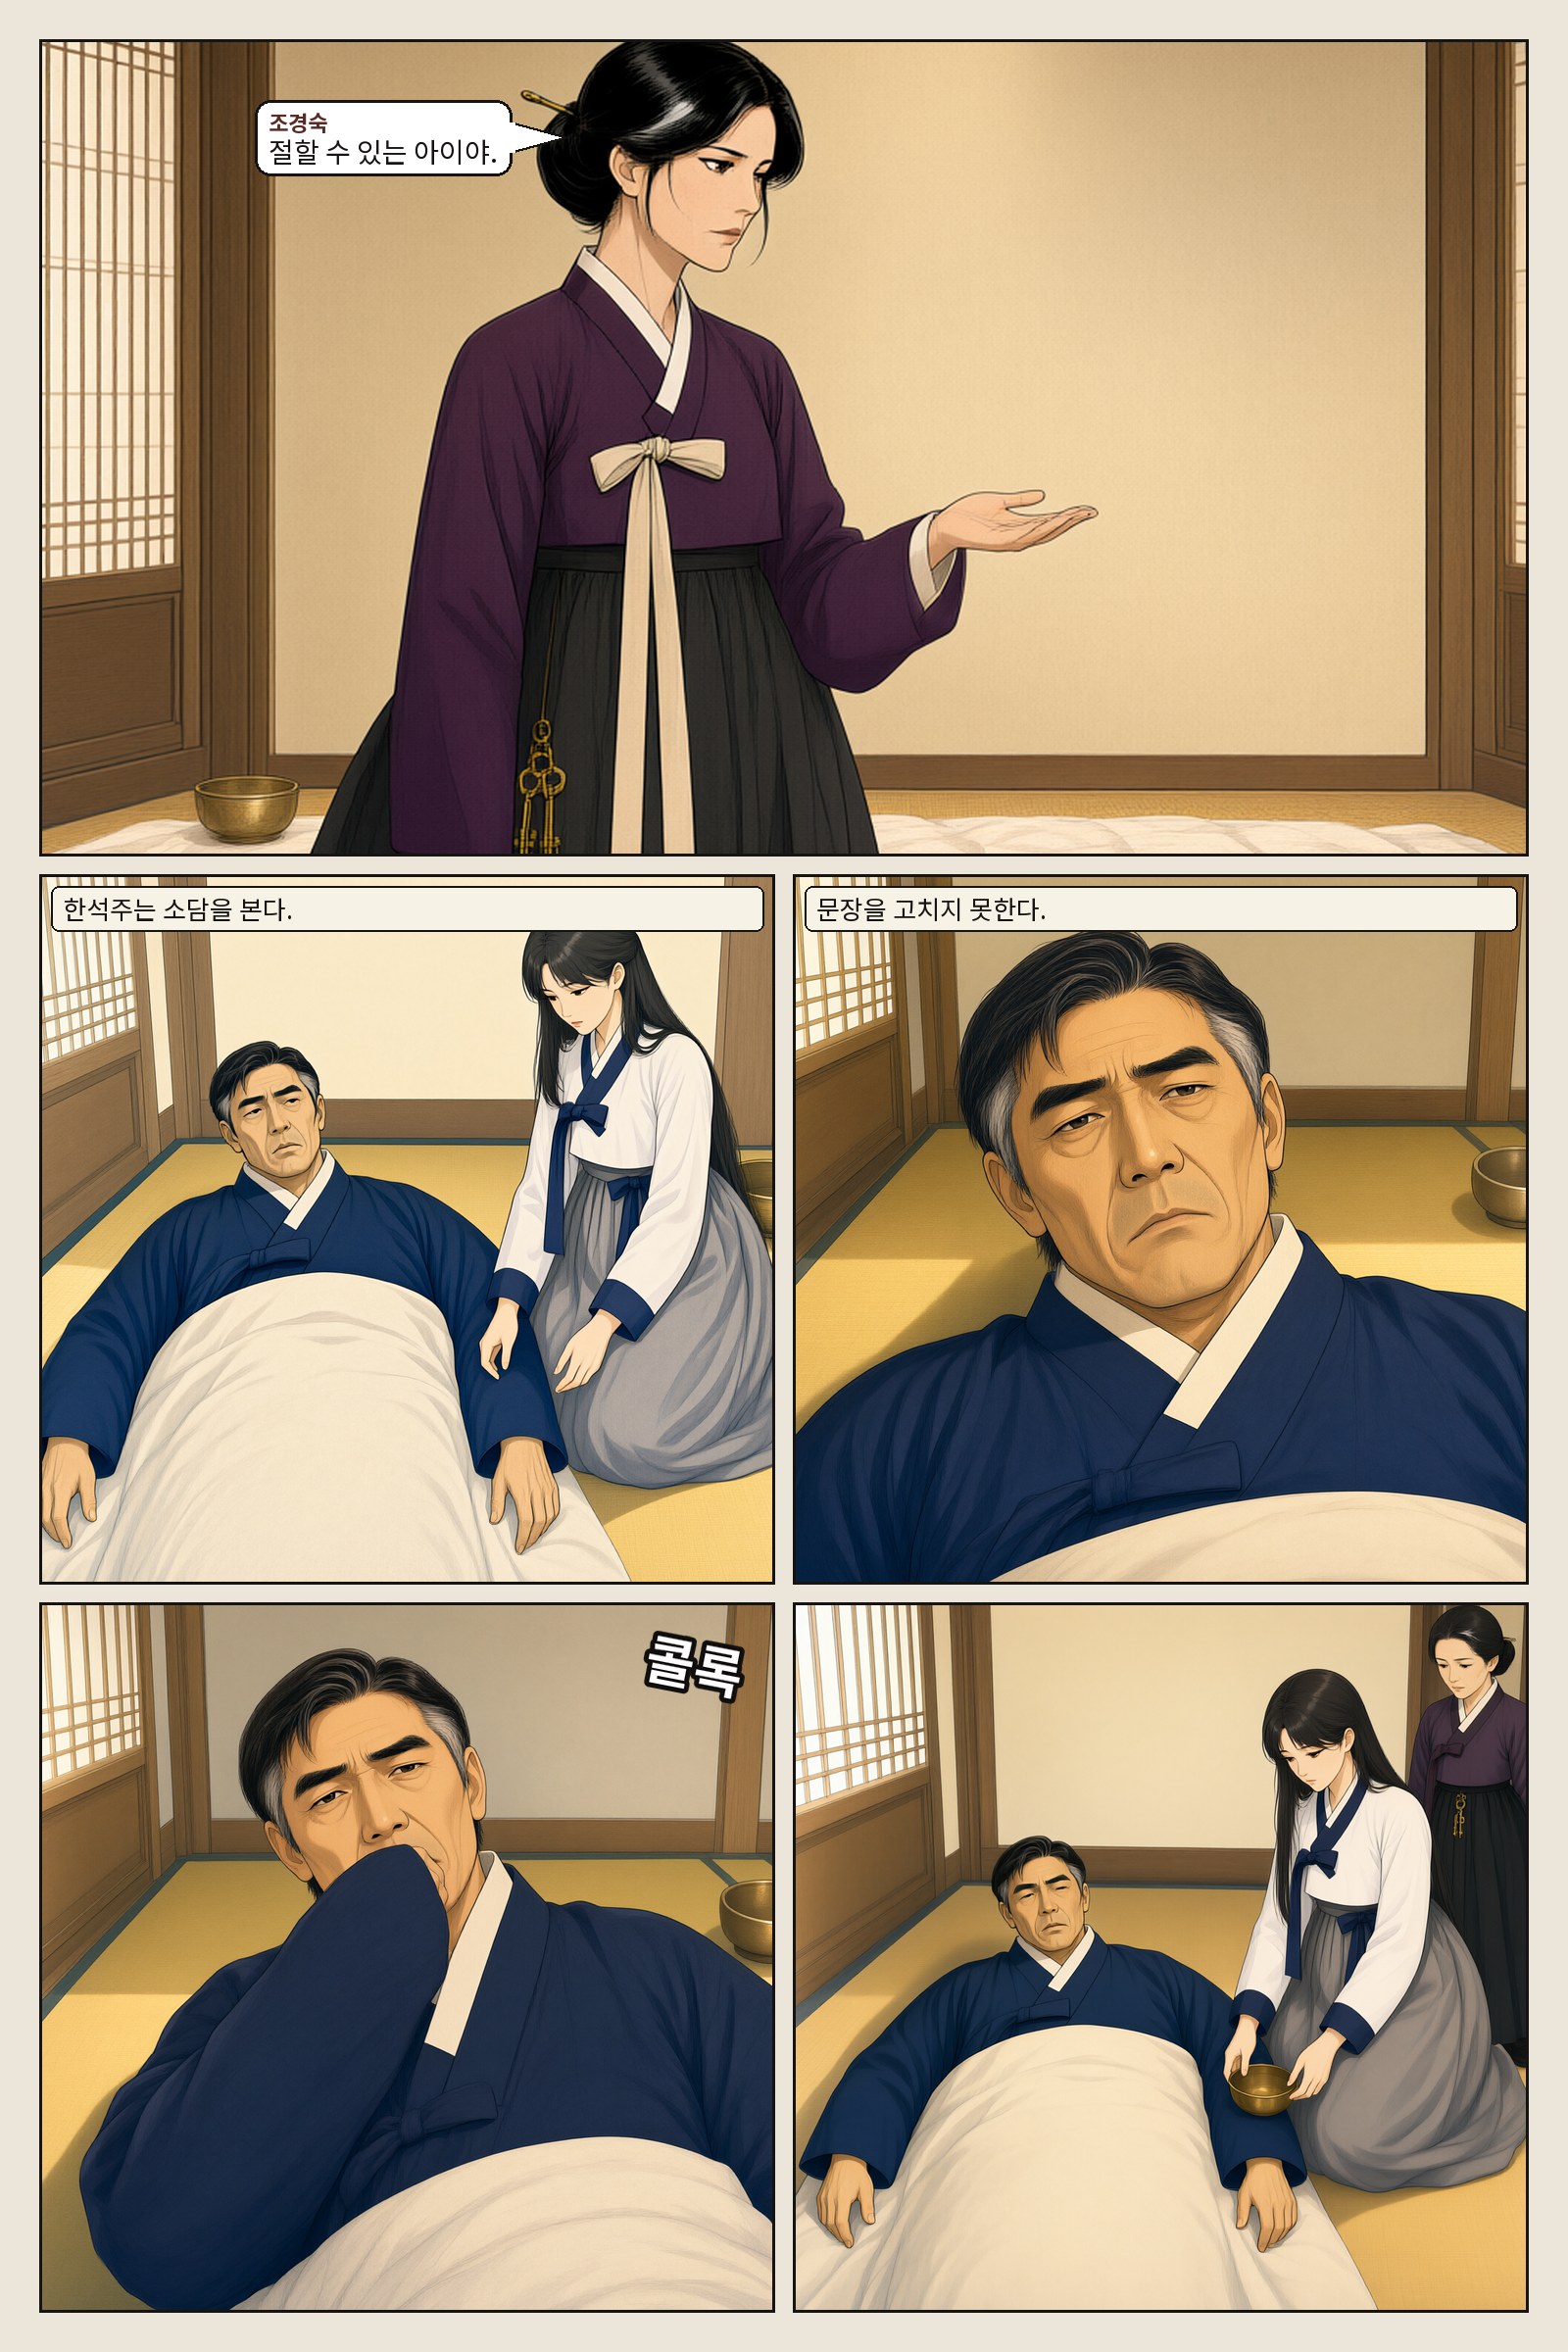 조경숙
절할 수 있는 아이야.
한석주는 소담을 본다.
문장을 고치지 못한다.
콜록